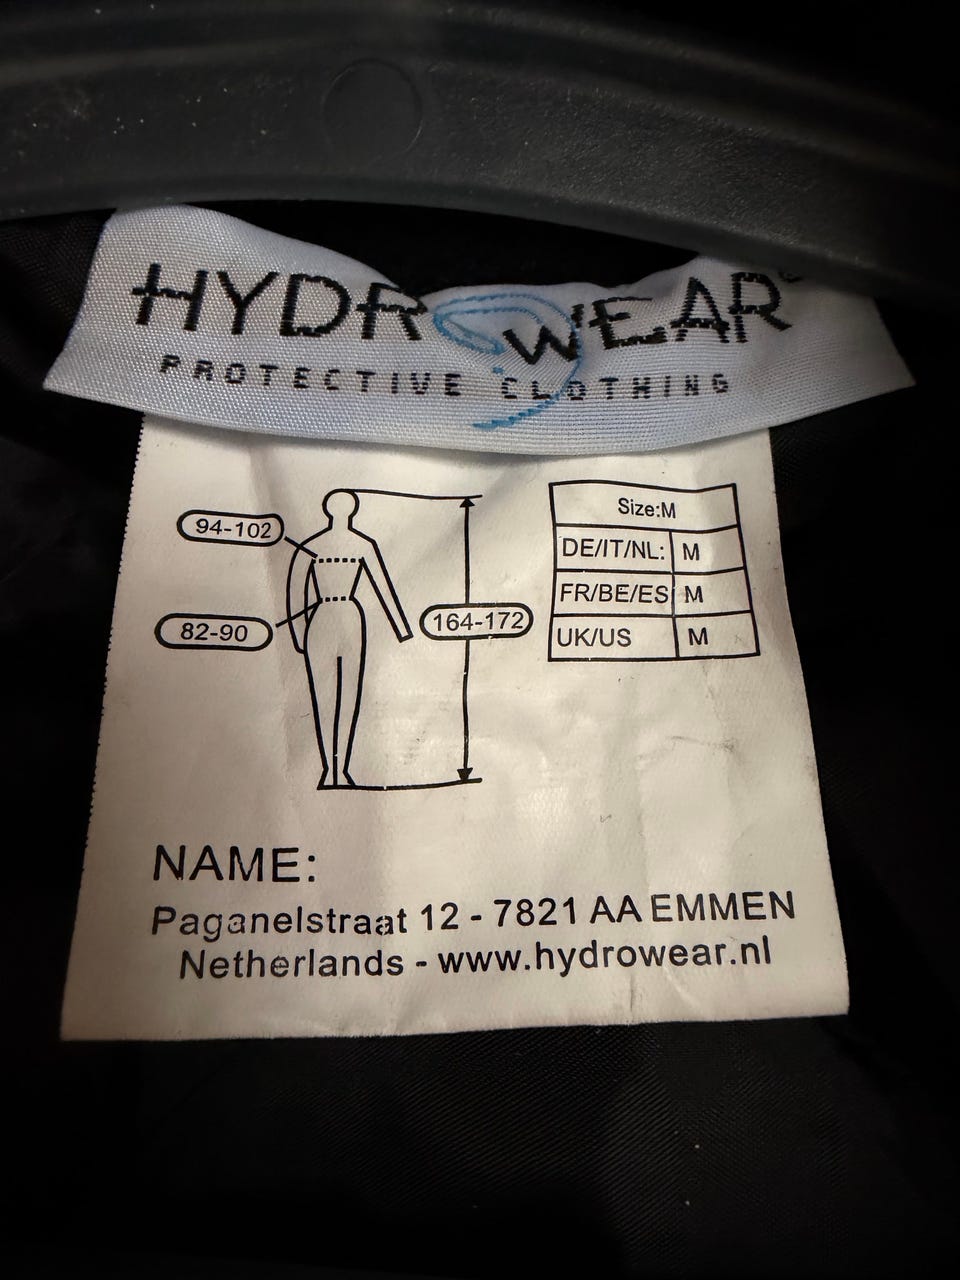 HYDROWEAR®
PROTECTIVE CLOTHING
94-102
82-90
164-172
Size:M
DE/IT/NL: M
FR/BE/ES M
UK/US M
NAME:
Paganelstraat 12 - 7821 AA EMMEN
Netherlands - www.hydrowear.nl